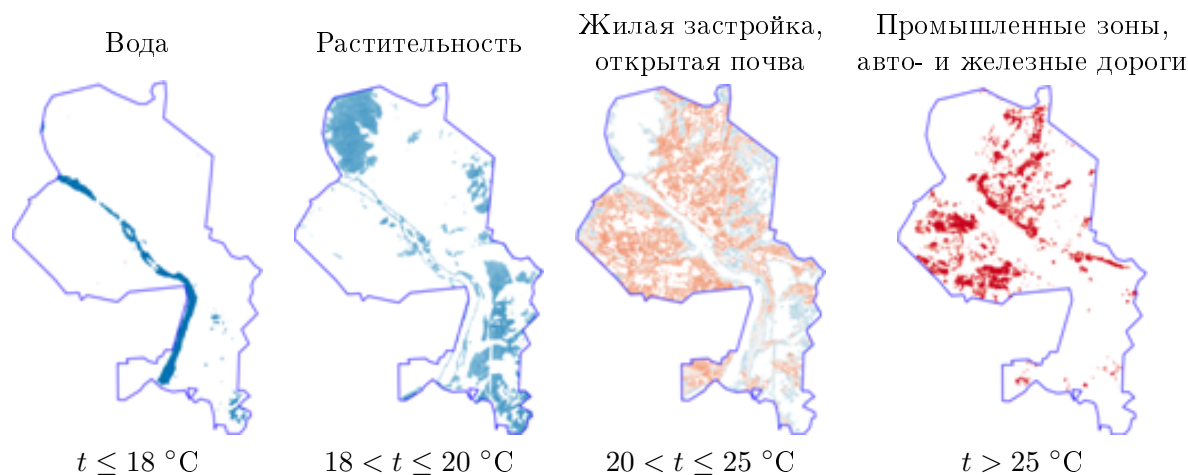 Вода
Растительность
Жилая застройка,
открытая почва
Промышленные зоны,
авто- и железные дороги
t ≤ 18 °C
18 < t ≤ 20 °C
20 < t ≤ 25 °C
t > 25 °C